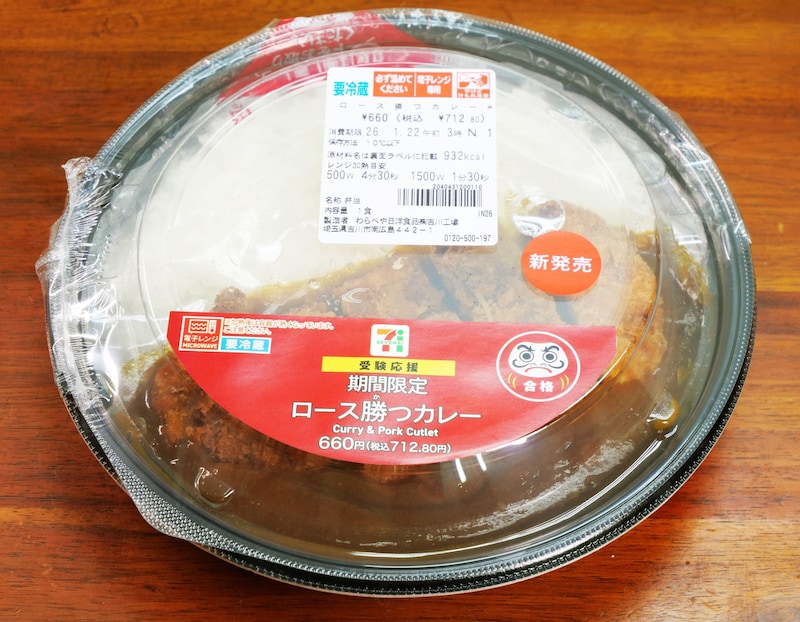 要冷蔵
必ず温めて
ください
電子レンジ
専用
ロース勝つカレー
¥660 (税込 ¥712.80)
消費期限 26. 1.22午前 3時 N 1
保存方法 10℃以下
原材料名は裏面ラベルに記載 932kcal
レンジ加熱目安
500W 4分30秒 1500W 1分30秒
2040431200110
名称 弁当
内容量 1食
IN26
製造者 わらべや日洋食品㈱吉川工場
埼玉県吉川市東広島442-1
0120-500-197
新発売
電子レンジ
MICROWAVE
要冷蔵
受験応援
期間限定
か
ロース勝つカレー
Curry & Pork Cutlet
660円(税込712.80円)
合格